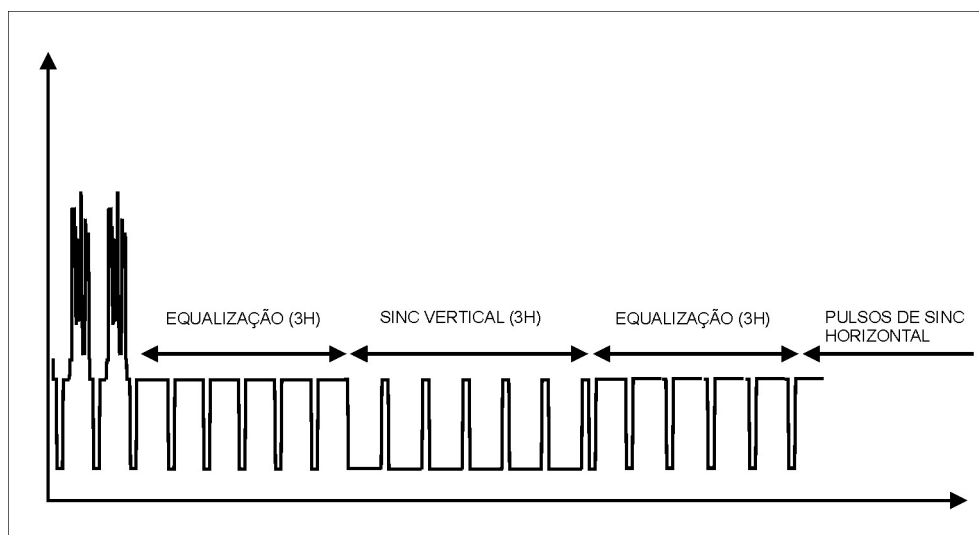 EQUALIZAÇÃO (3H)
SINC VERTICAL (3H)
EQUALIZAÇÃO (3H)
PULSOS DE SINC
HORIZONTAL